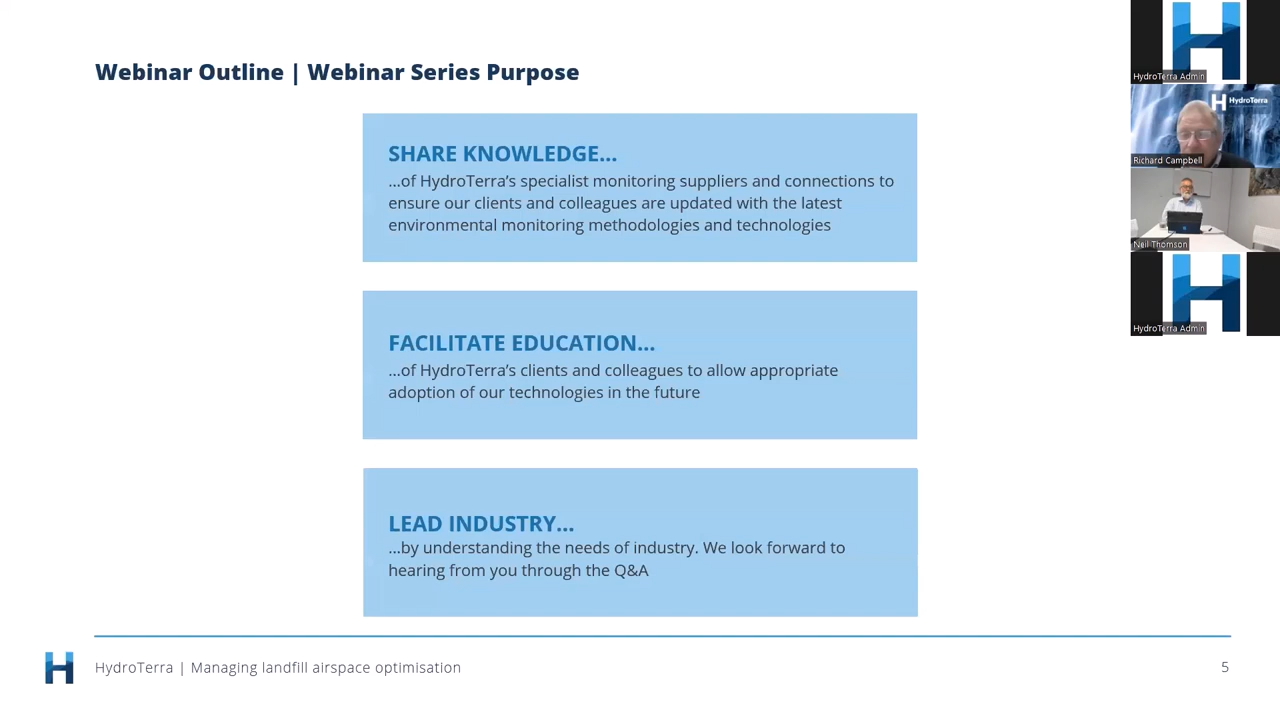 Webinar Outline | Webinar Series Purpose
SHARE KNOWLEDGE...
...of HydroTerra's specialist monitoring suppliers and connections to
ensure our clients and colleagues are updated with the latest
environmental monitoring methodologies and technologies
FACILITATE EDUCATION...
...of HydroTerra's clients and colleagues to allow appropriate
adoption of our technologies in the future
LEAD INDUSTRY...
...by understanding the needs of industry. We look forward to
hearing from you through the Q&A
HydroTerra | Managing landfill airspace optimisation
5
HydroTerra Admin
HydroTerra
Richard Campbell
Neil Thomson
HydroTerra Admin